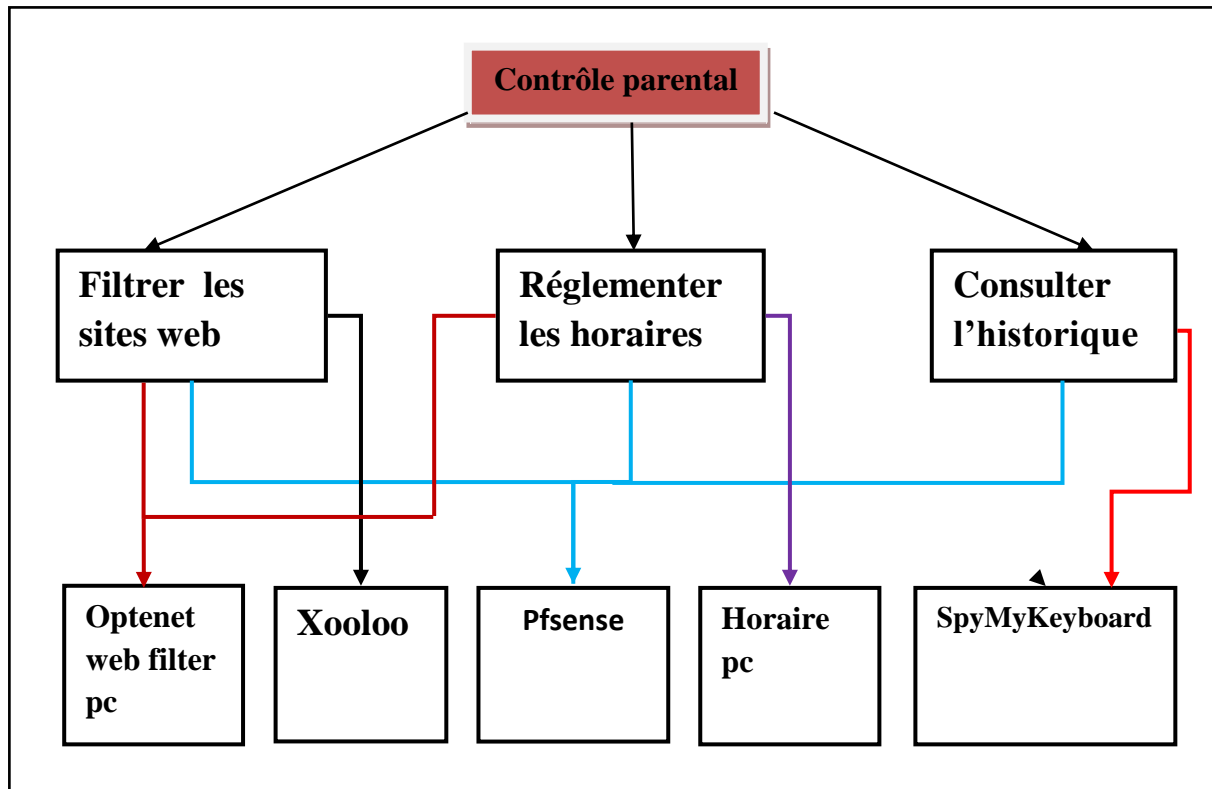 Contrôle parental
Filtrer les
sites web
Réglementer
les horaires
Consulter
l’historique
Optenet
web filter
pc
Xooloo
Pfsense
Horaire
pc
SpyMyKeyboard